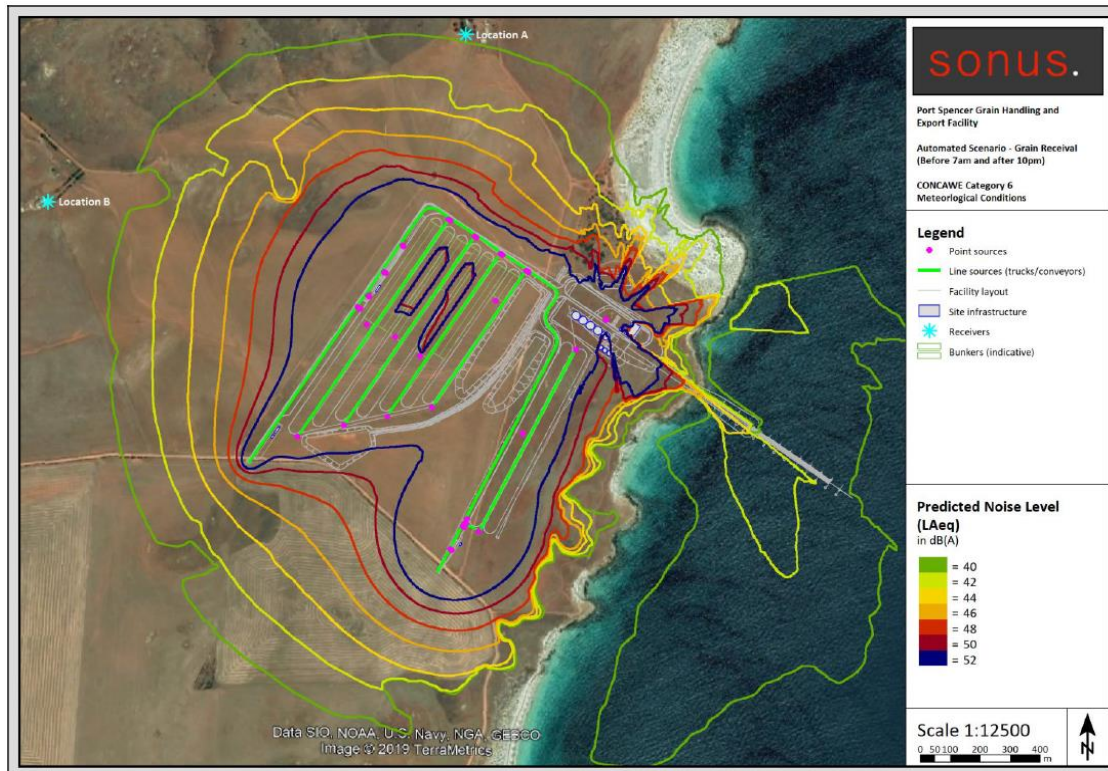 Location A
Location B
Data SIO, NOAA, U.S. Navy, NGA, GEBCO
Image © 2019 TerraMetrics
sonus.
Port Spencer Grain Handling and
Export Facility
Automated Scenario - Grain Receival
(Before 7am and after 10pm)
CONCAWE Category 6
Meteorlogical Conditions
Legend
Point sources
Line sources (trucks/conveyors)
Facility layout
Site infrastructure
Receivers
Bunkers (indicative)
Predicted Noise Level
(LAeq)
in dB(A)
= 40
= 42
= 44
= 46
= 48
= 50
= 52
Scale 1:12500
0 50 100 200 300 400
m
N